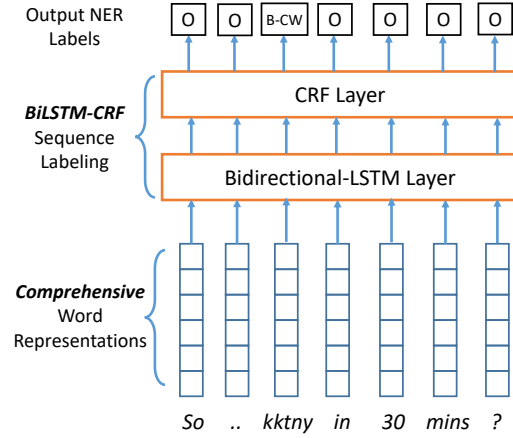 Output NER
Labels
O O B-CW O O O O
CRF Layer
BiLSTM-CRF
Sequence
Labeling
Bidirectional-LSTM Layer
Comprehensive
Word
Representations
So .. kktny in 30 mins ?